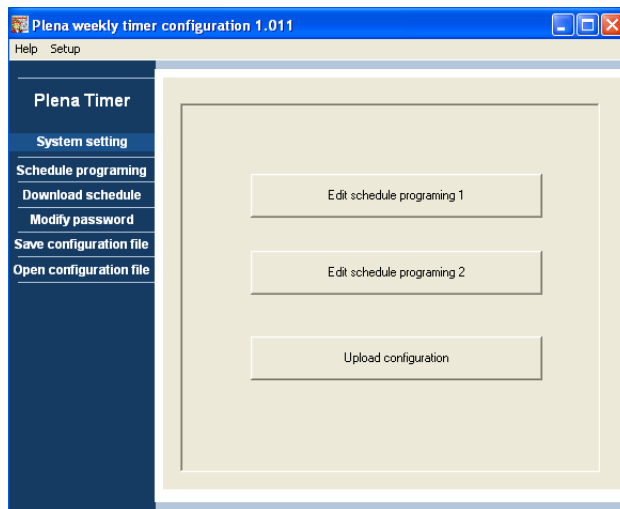 Plena weekly timer configuration 1.011
Help Setup
Plena Timer
System setting
Schedule programing
Download schedule
Modify password
Save configuration file
Open configuration file
Edit schedule programing 1
Edit schedule programing 2
Upload configuration